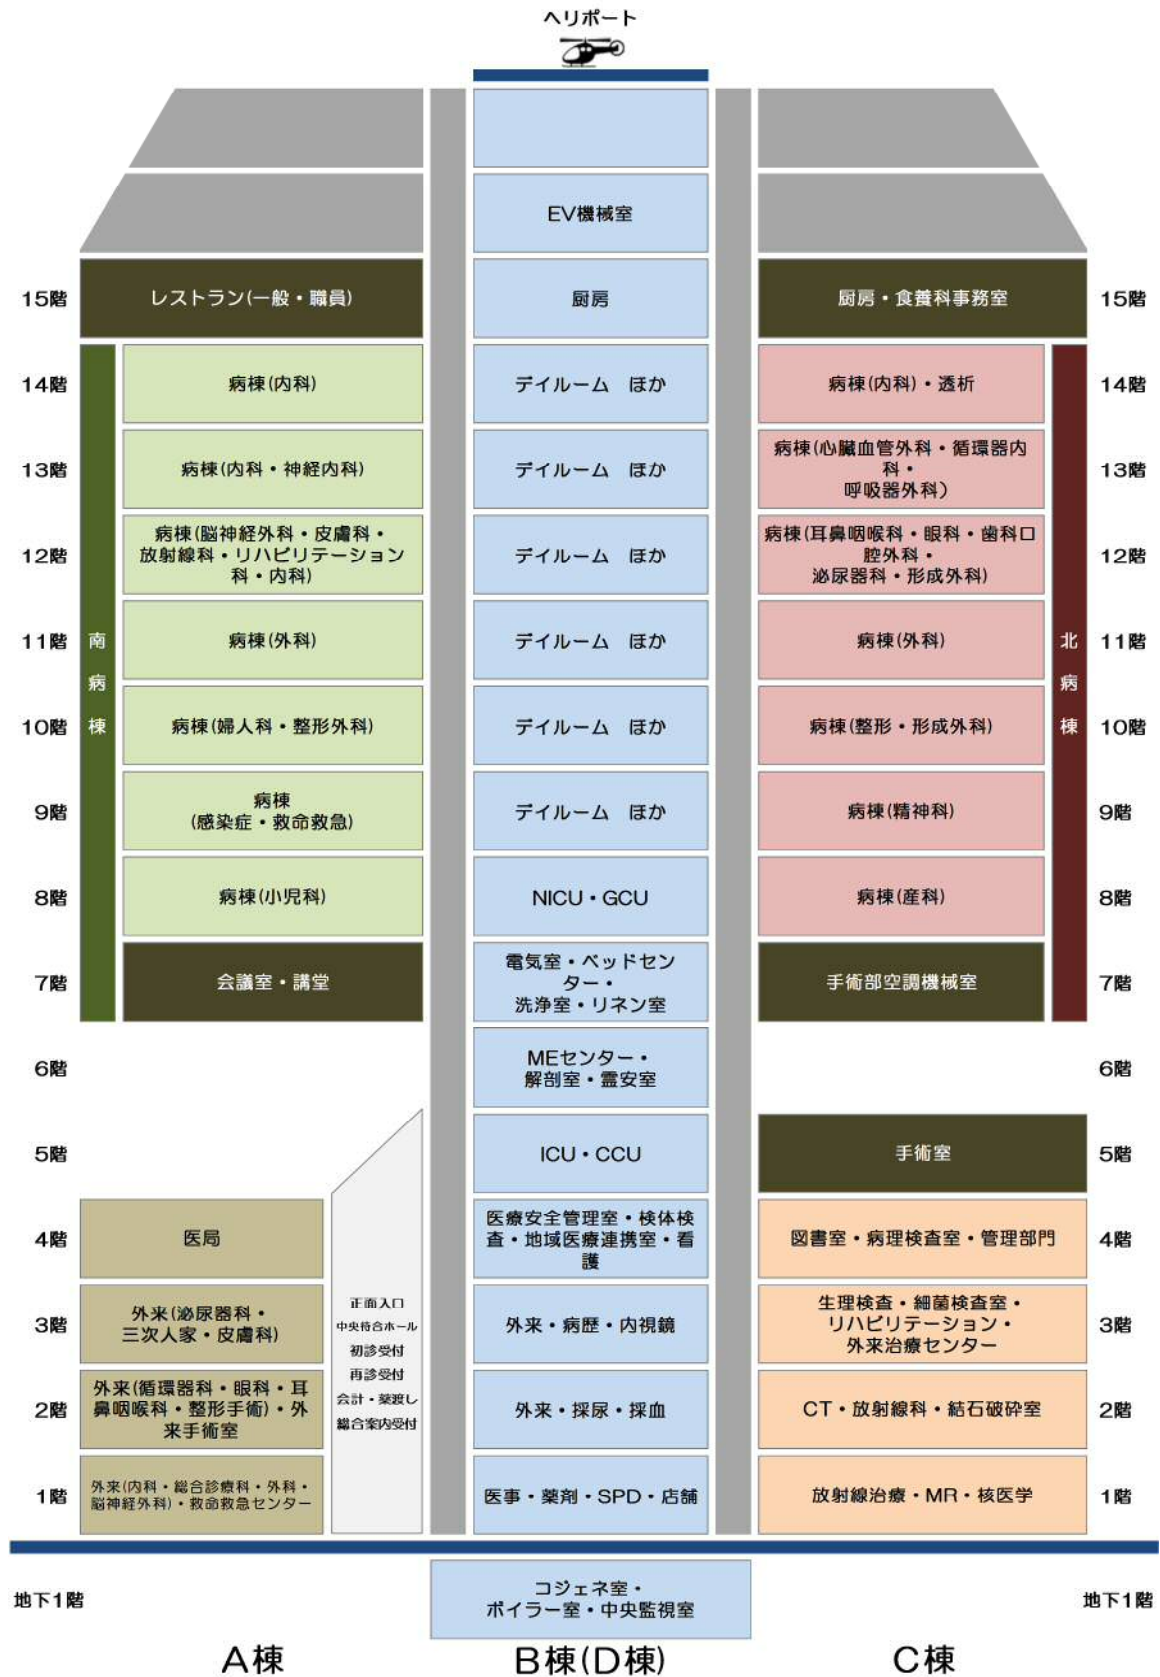 ヘリポート
EV機械室
15階
レストラン(一般・職員)
厨房
厨房・食養科事務室
15階
14階
病棟(内科)
デイルーム ほか
病棟(内科)・透析
14階
13階
病棟(内科・神経内科)
デイルーム ほか
病棟(心臓血管外科・循環器内
科・
呼吸器外科)
13階
12階
病棟(脳神経外科・皮膚科・
放射線科・リハビリテーション
科・内科)
デイルーム ほか
病棟(耳鼻咽喉科・眼科・歯科口
腔外科・
泌尿器科・形成外科)
12階
11階
病棟(外科)
デイルーム ほか
病棟(外科)
11階
南病棟
北病棟
10階
病棟(婦人科・整形外科)
デイルーム ほか
病棟(整形・形成外科)
10階
9階
病棟
(感染症・救命救急)
デイルーム ほか
病棟(精神科)
9階
8階
病棟(小児科)
NICU・GCU
病棟(産科)
8階
7階
会議室・講堂
電気室・ベッドセン
ター・
洗浄室・リネン室
手術部空調機械室
7階
6階
MEセンター・
解剖室・霊安室
6階
5階
ICU・CCU
手術室
5階
4階
医局
医療安全管理室・検体検
査・地域医療連携室・看
護
図書室・病理検査室・管理部門
4階
3階
外来(泌尿器科・
三次人家・皮膚科)
正面入口
中央待合ホール
初診受付
再診受付
会計・薬渡し
総合案内受付
外来・病歴・内視鏡
生理検査・細菌検査室・
リハビリテーション・
外来治療センター
3階
2階
外来(循環器科・眼科・耳
鼻咽喉科・整形手術)・外
来手術室
外来・採尿・採血
CT・放射線科・結石破砕室
2階
1階
外来(内科・総合診療科・外科・
脳神経外科)・救命救急センター
医事・薬剤・SPD・店舗
放射線治療・MR・核医学
1階
地下1階
コジェネ室・
ボイラー室・中央監視室
地下1階
A棟
B棟(D棟)
C棟